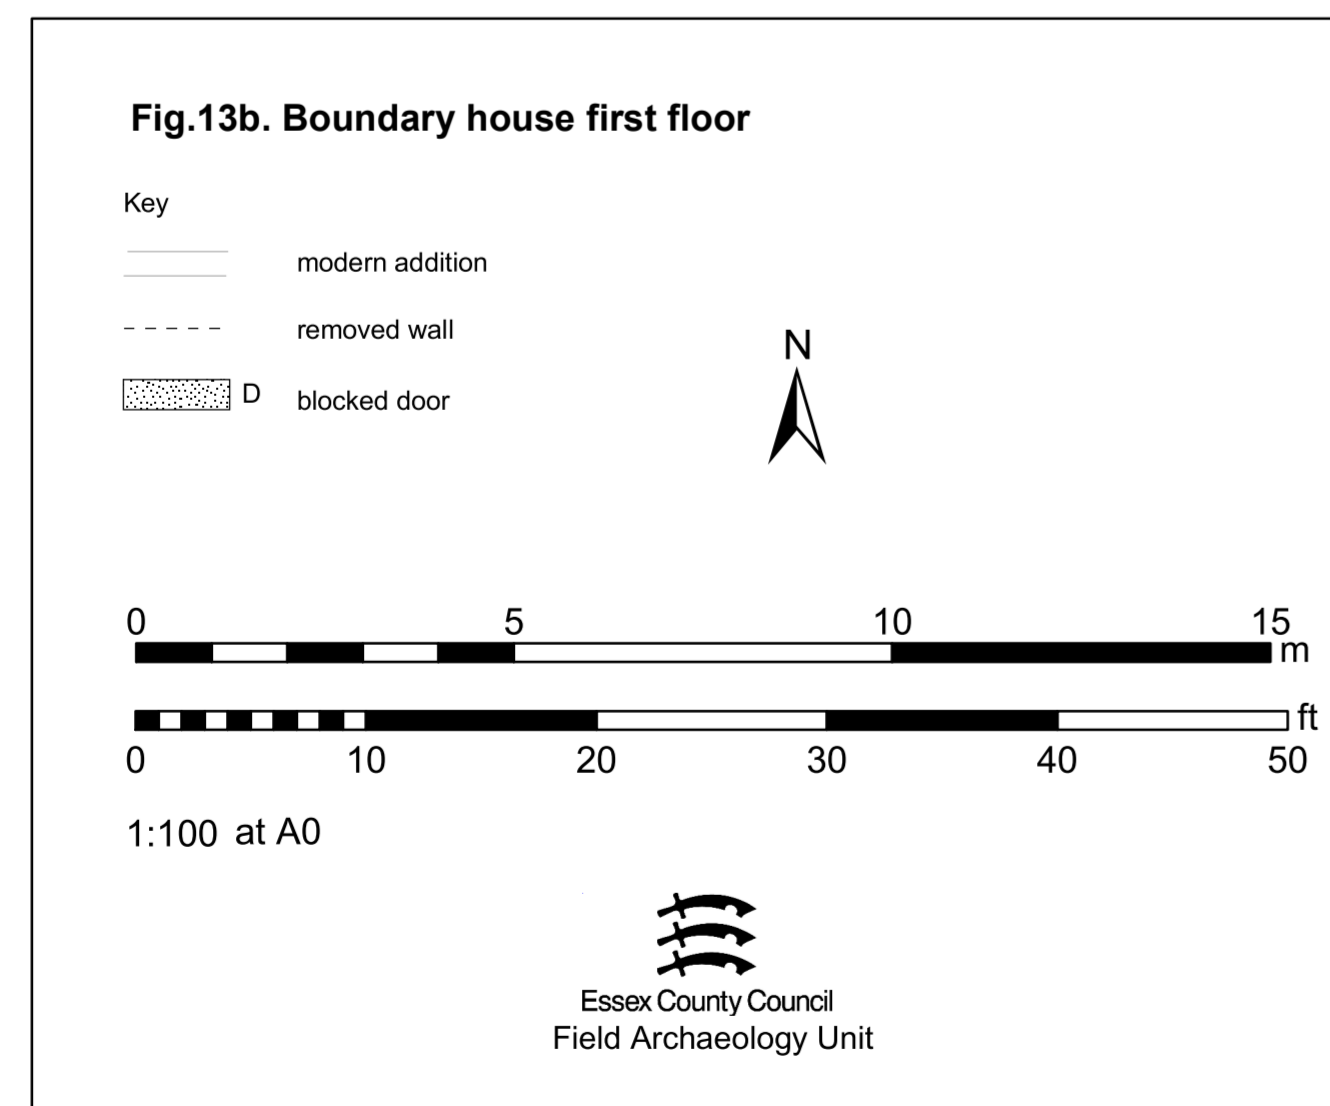 Fig.13b. Boundary house first floor
Key
modern addition
removed wall
D blocked door
N
0 5 10 15
m
ft
0 10 20 30 40 50
1:100 at A0
Essex County Council
Field Archaeology Unit